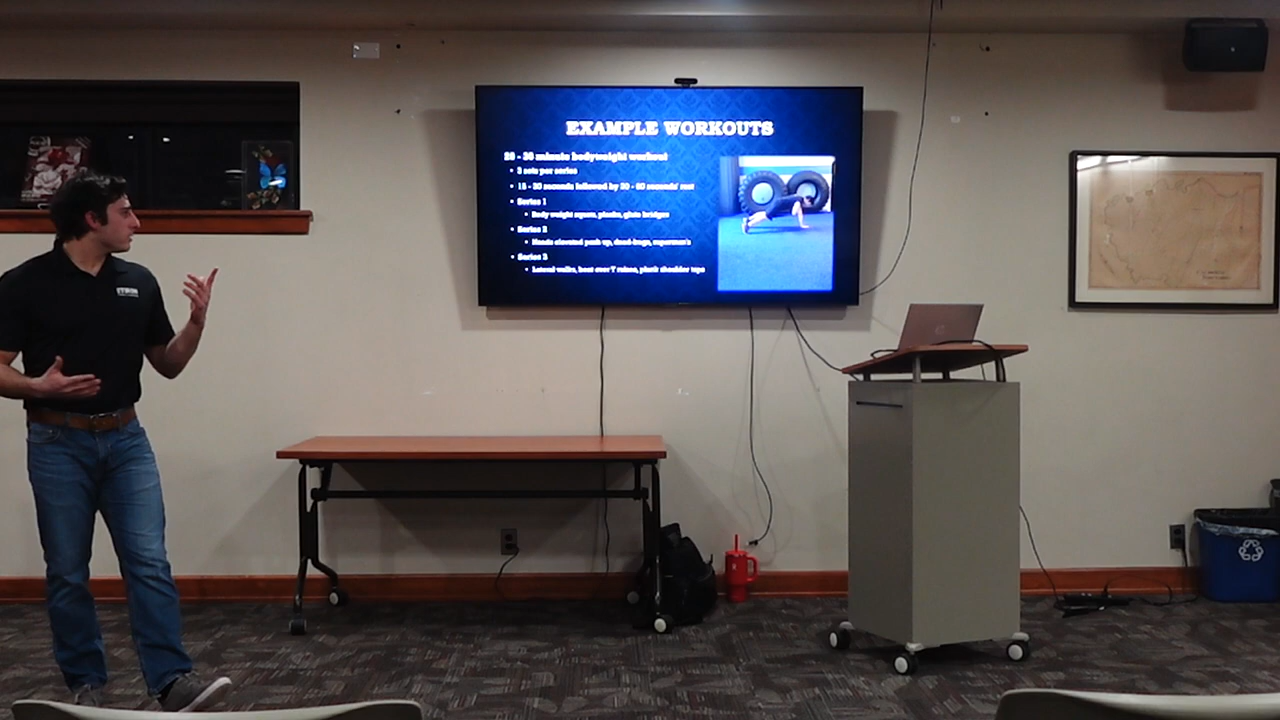 EXAMPLE WORKOUTS
20 - 30 minute bodyweight workout
3 sets per series
15 - 30 seconds followed by 30 - 60 seconds' rest
Series 1
Body weight squats, planks, glute bridges
Series 2
Hands elevated push up, dead-bugs, superman's
Series 3
Lateral walks, bent over T raises, plank shoulder taps